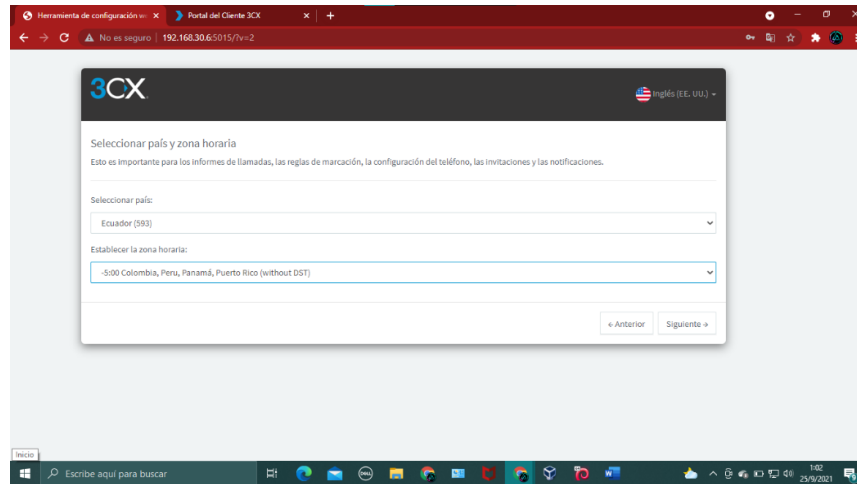 Herramienta de configuración w
Portal del Cliente 3CX
No es seguro | 192.168.30.6:5015/?v=2
3CX
Inglés (EE. UU.)
Seleccionar país y zona horaria
Esto es importante para los informes de llamadas, las reglas de marcación, la configuración del teléfono, las invitaciones y las notificaciones.
Seleccionar país:
Ecuador (593)
Establecer la zona horaria:
-5:00 Colombia, Peru, Panamá, Puerto Rico (without DST)
← Anterior
Siguiente →
Inicio
Escribe aquí para buscar
DELL
W
1:02
25/9/2021